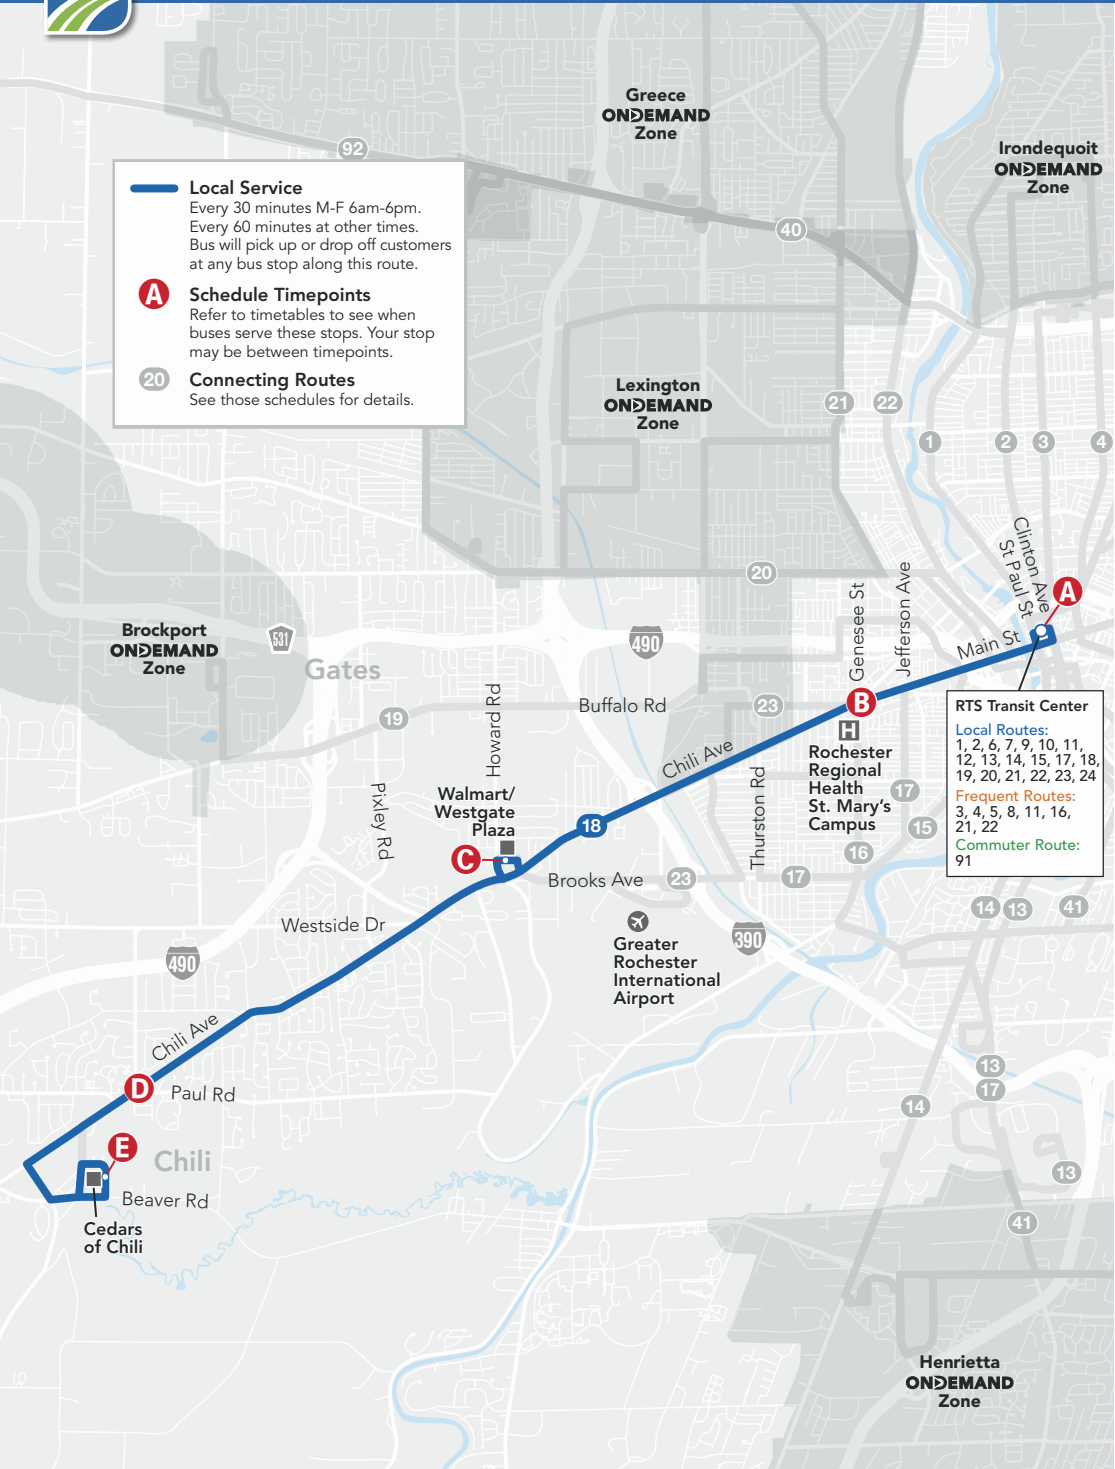 Greece
ONDEMAND
Zone
Irondequoit
ONDEMAND
Zone
92
40
Local Service
Every 30 minutes M-F 6am-6pm.
Every 60 minutes at other times.
Bus will pick up or drop off customers
at any bus stop along this route.
A
Schedule Timepoints
Refer to timetables to see when
buses serve these stops. Your stop
may be between timepoints.
20
Connecting Routes
See those schedules for details.
Lexington
ONDEMAND
Zone
21
22
1
2
3
4
20
Clinton Ave
St Paul St
A
Genesee St
Jefferson Ave
Main St
Brockport
ONDEMAND
Zone
531
Gates
490
Buffalo Rd
23
B
H
Rochester
Regional
Health
St. Mary's
Campus
RTS Transit Center
Local Routes:
1, 2, 6, 7, 9, 10, 11,
12, 13, 14, 15, 17, 18,
19, 20, 21, 22, 23, 24
Frequent Routes:
3, 4, 5, 8, 11, 16,
21, 22
Commuter Route:
91
19
Howard Rd
Chili Ave
Thurston Rd
Pixley Rd
Walmart/
Westgate
Plaza
C
18
17
15
16
17
Brooks Ave
23
Westside Dr
14
13
41
490
390
Greater
Rochester
International
Airport
Chili Ave
D
Paul Rd
13
17
14
E
Chili
13
Beaver Rd
Cedars
of Chili
41
Henrietta
ONDEMAND
Zone